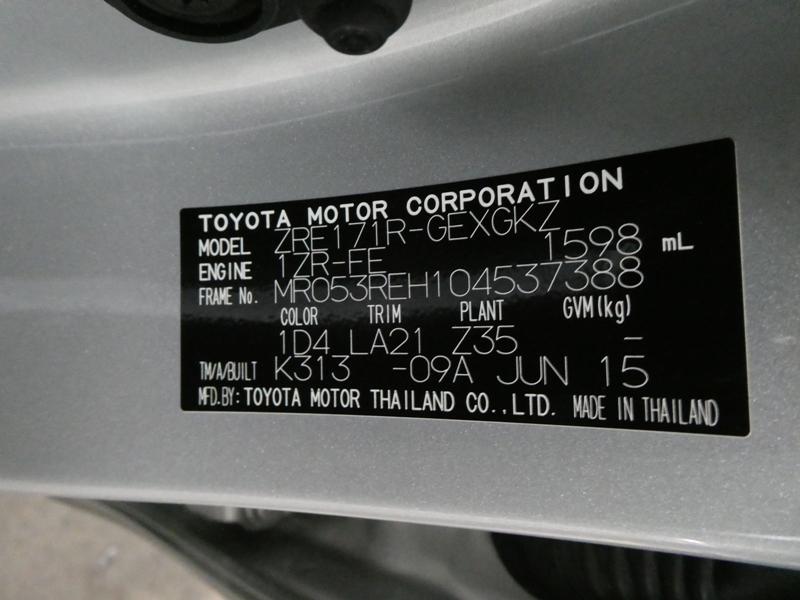 TOYOTA MOTOR CORPORATION
MODEL ZRE171R-GEXGKZ
ENGINE 1ZR-FE 1598 mL
FRAME No. MR053REH104537388
COLOR TRIM PLANT GVM(kg)
1D4 LA21 Z35 -
TM/A/BUILT K313 -09A JUN 15
MFD.BY: TOYOTA MOTOR THAILAND CO.,LTD. MADE IN THAILAND